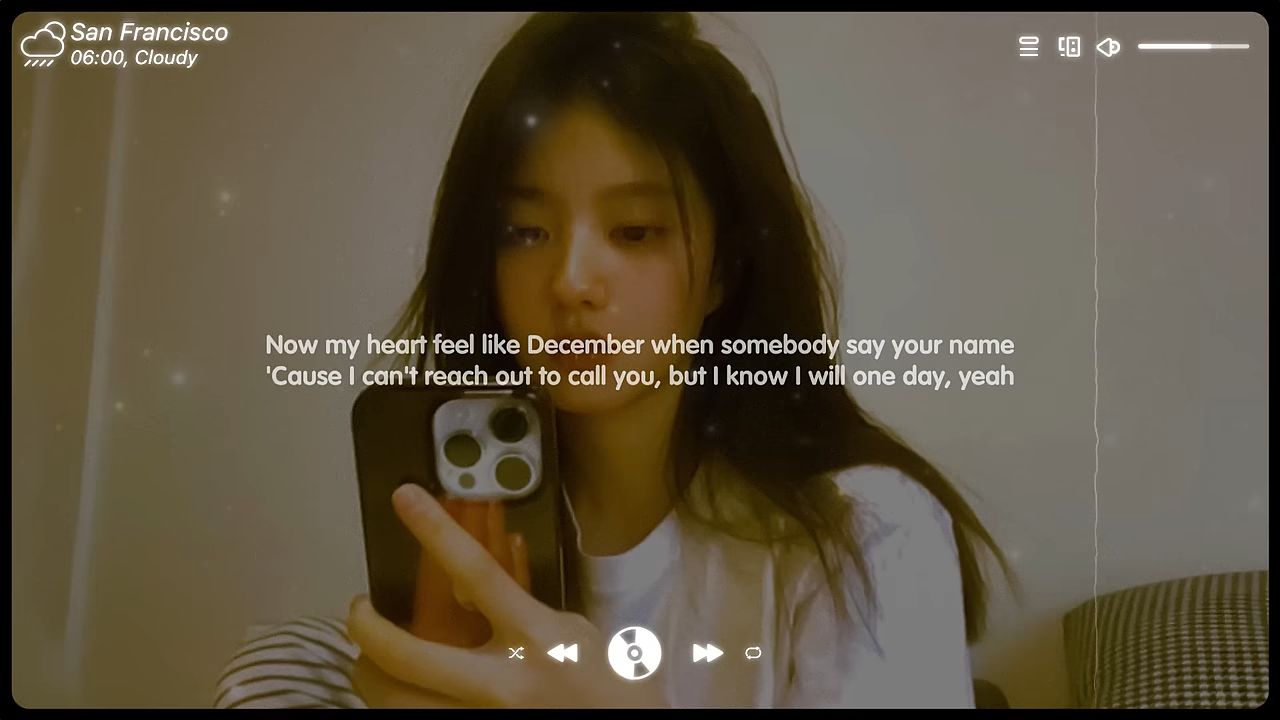 San Francisco
06:00, Cloudy
Now my heart feel like December when somebody say your name
'Cause I can't reach out to call you, but I know I will one day, yeah